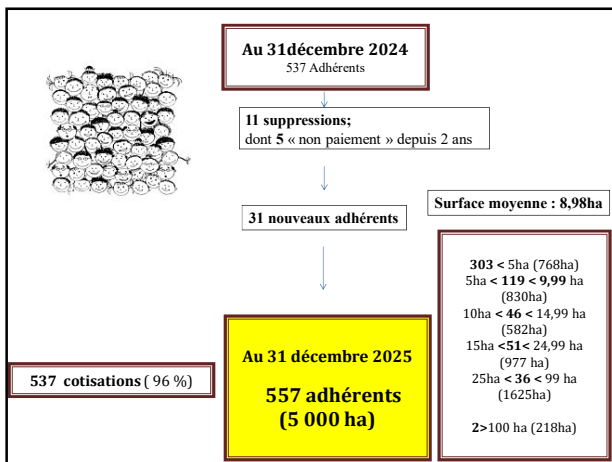 Au 31décembre 2024
537 Adhérents
11 suppressions;
dont 5 « non paiement » depuis 2 ans
31 nouveaux adhérents
Surface moyenne : 8,98ha
303 < 5ha (768ha)
5ha < 119 < 9,99 ha
(830ha)
10ha < 46 < 14,99 ha
(582ha)
15ha <51< 24,99 ha
(977 ha)
25ha < 36 < 99 ha
(1625ha)
2>100 ha (218ha)
Au 31 décembre 2025
557 adhérents
(5 000 ha)
537 cotisations ( 96 %)